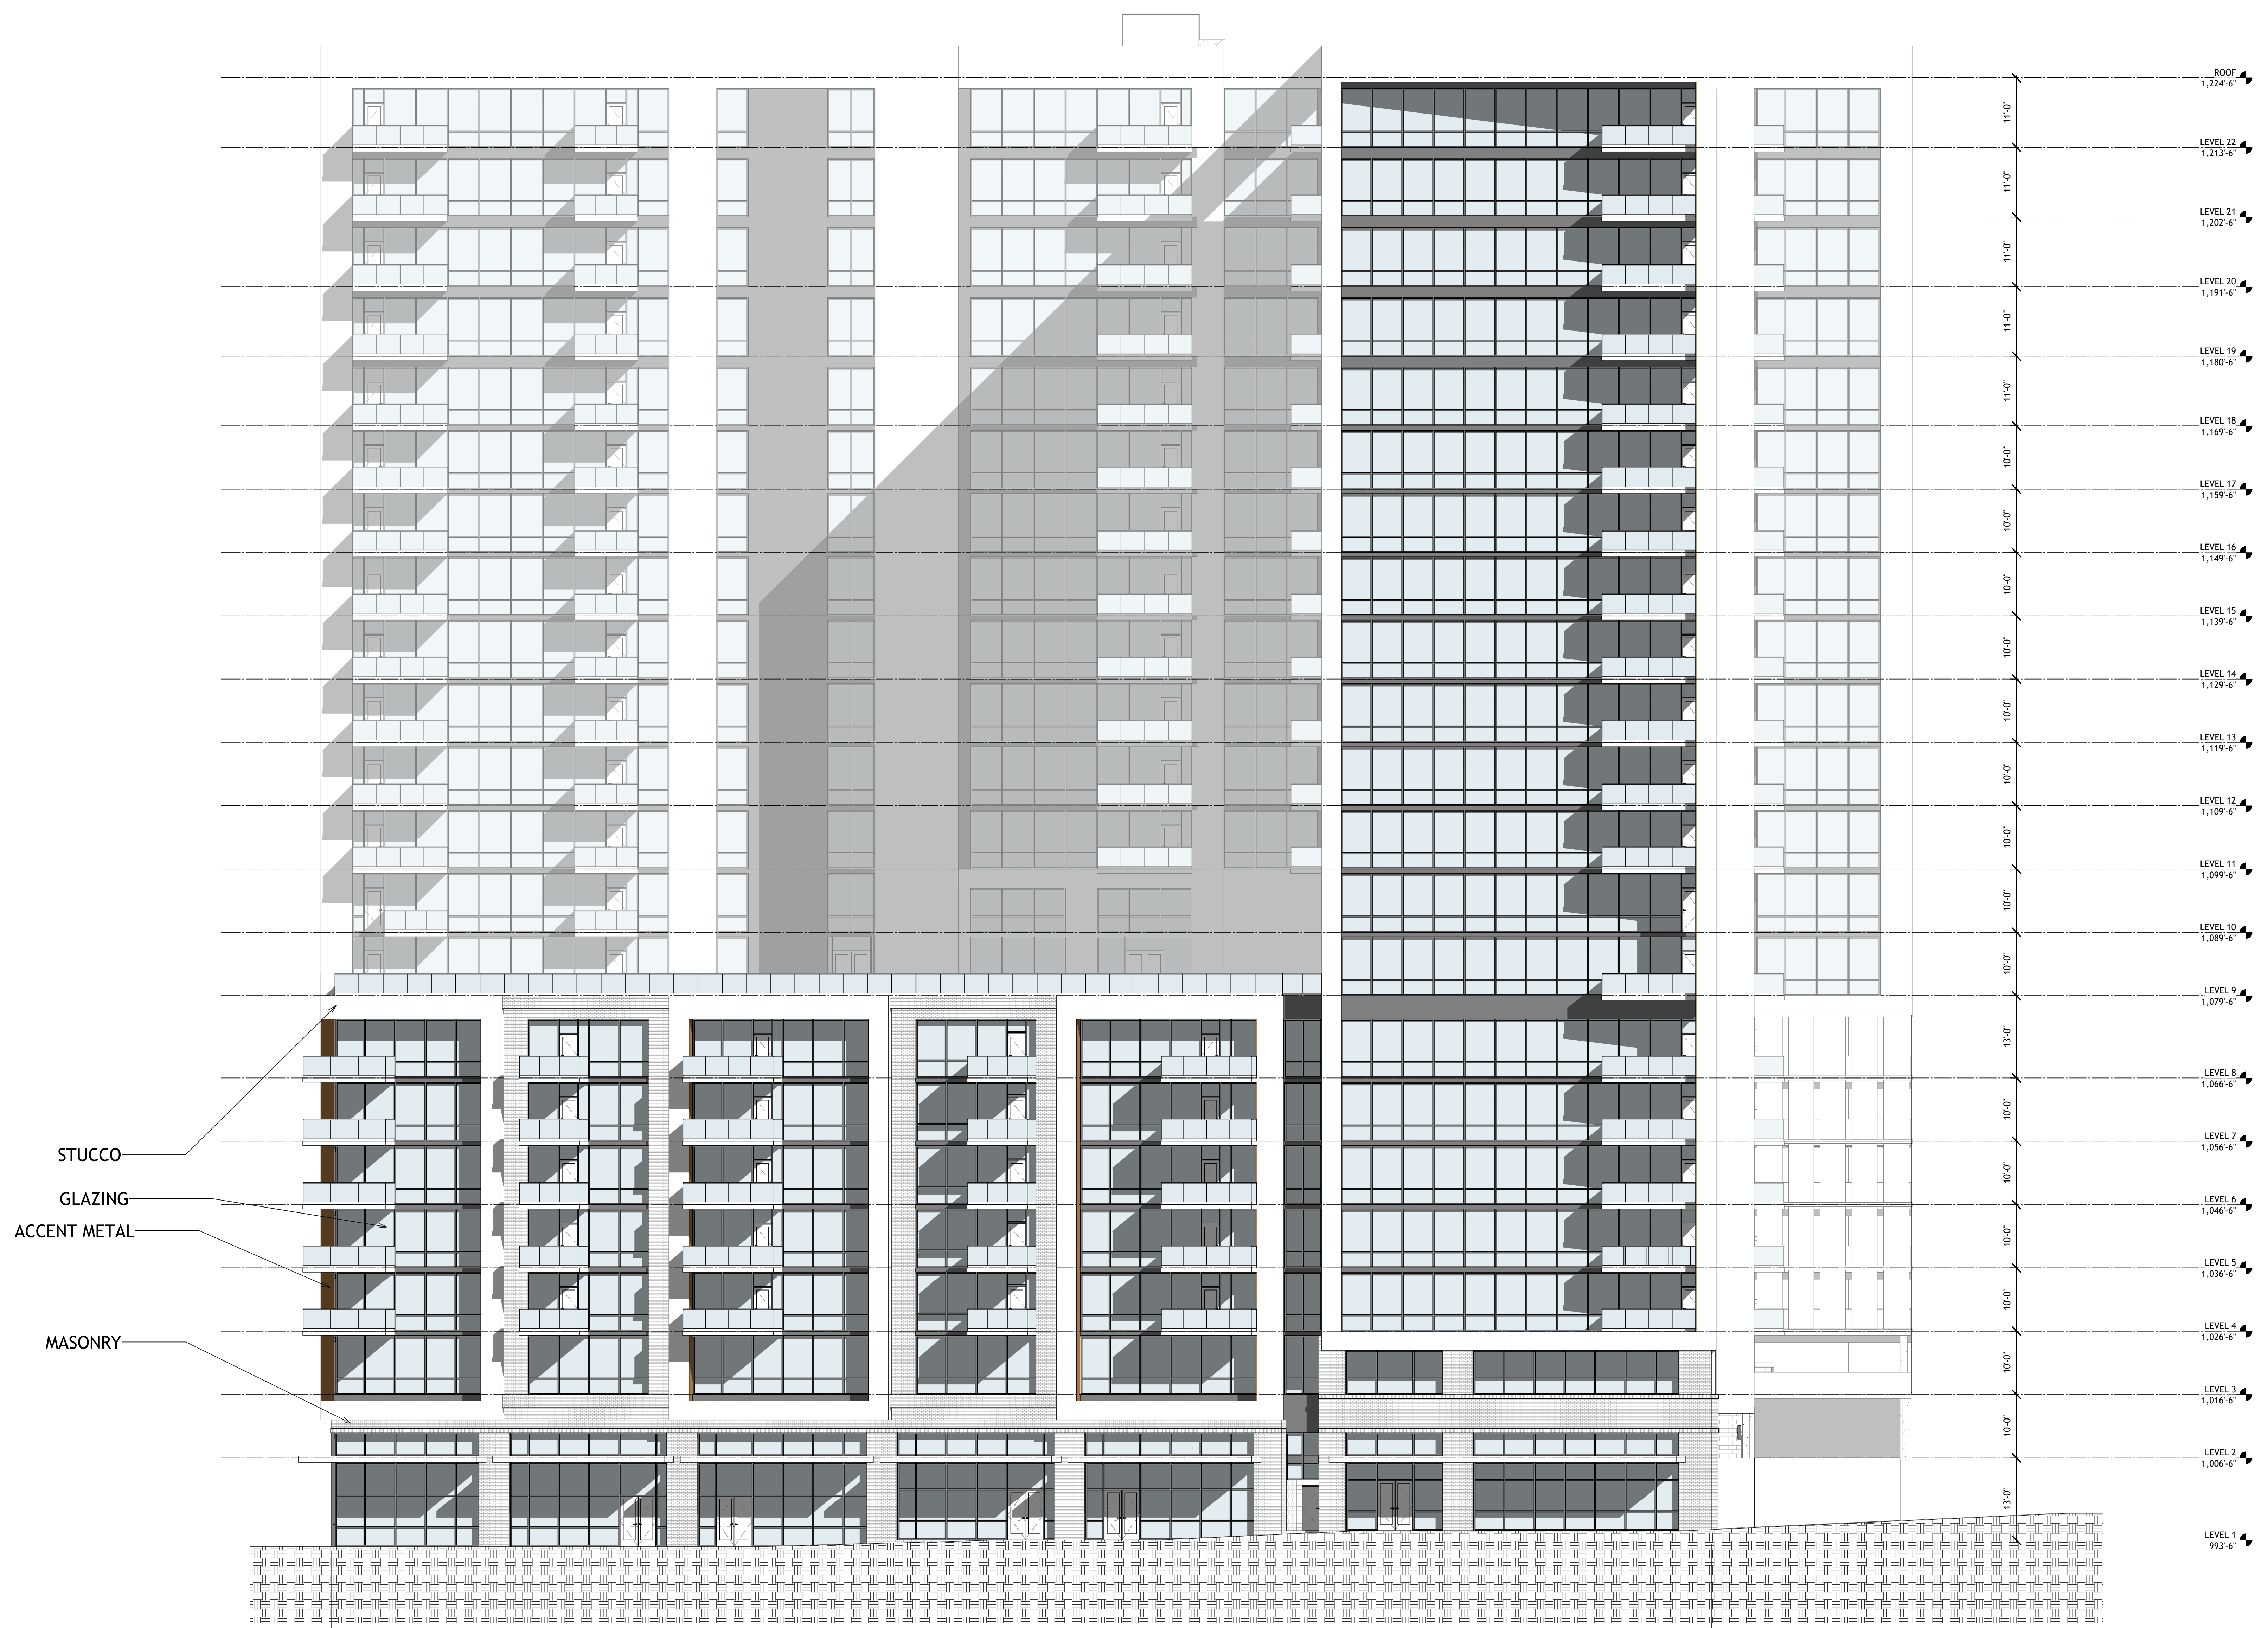 ROOF
1,224'-6"
11'-0"
LEVEL 22
1,213'-6"
11'-0"
LEVEL 21
1,202'-6"
11'-0"
LEVEL 20
1,191'-6"
11'-0"
LEVEL 19
1,180'-6"
11'-0"
LEVEL 18
1,169'-6"
10'-0"
LEVEL 17
1,159'-6"
10'-0"
LEVEL 16
1,149'-6"
10'-0"
LEVEL 15
1,139'-6"
10'-0"
LEVEL 14
1,129'-6"
10'-0"
LEVEL 13
1,119'-6"
10'-0"
LEVEL 12
1,109'-6"
10'-0"
LEVEL 11
1,099'-6"
10'-0"
LEVEL 10
1,089'-6"
10'-0"
LEVEL 9
1,079'-6"
13'-0"
LEVEL 8
1,066'-6"
10'-0"
LEVEL 7
1,056'-6"
STUCCO
10'-0"
GLAZING
LEVEL 6
1,046'-6"
ACCENT METAL
10'-0"
LEVEL 5
1,036'-6"
10'-0"
LEVEL 4
1,026'-6"
MASONRY
10'-0"
LEVEL 3
1,016'-6"
10'-0"
LEVEL 2
1,006'-6"
13'-0"
LEVEL 1
993'-6"